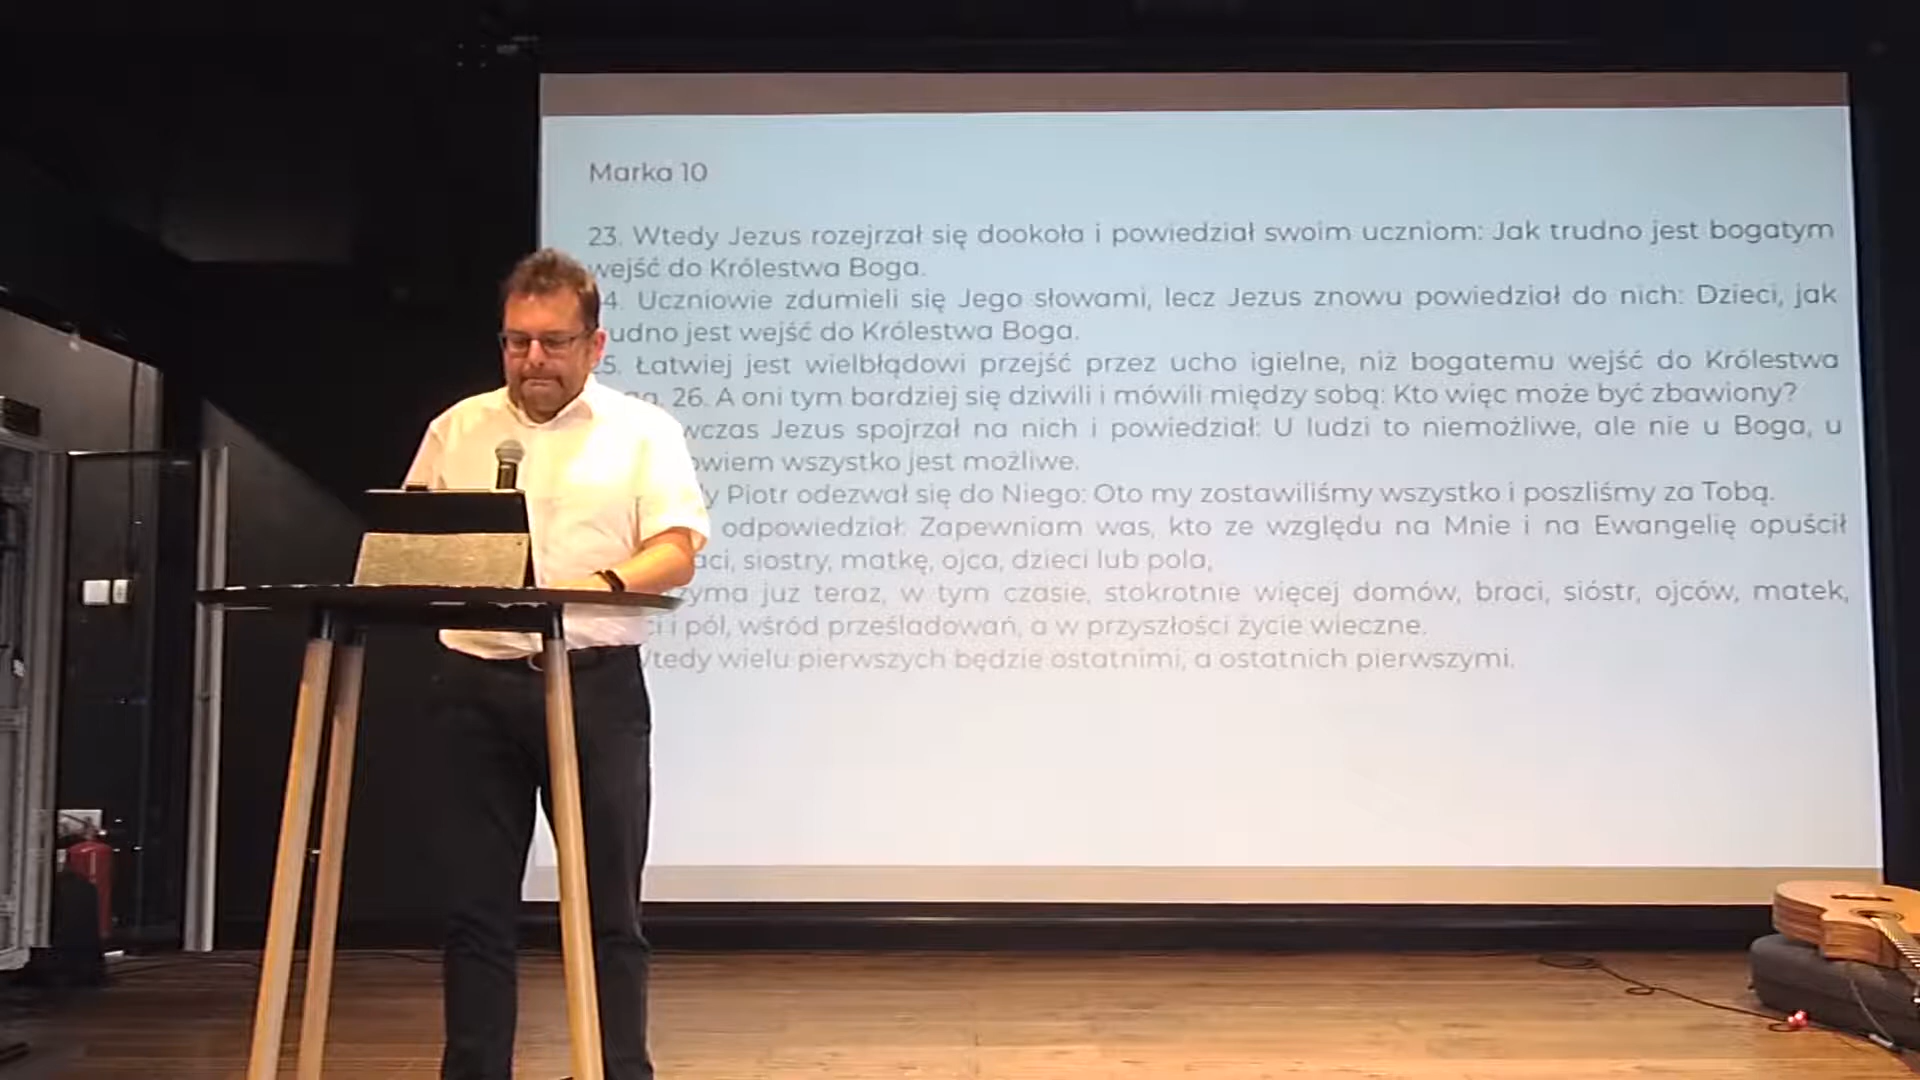 Marka 10
23. Wtedy Jezus rozejrzał się dookoła i powiedział swoim uczniom: Jak trudno jest bogatym
wejść do Królestwa Boga.
4. Uczniowie zdumieli się Jego słowami, lecz Jezus znowu powiedział do nich: Dzieci, jak
udno jest wejść do Królestwa Boga.
5. Łatwiej jest wielbłądowi przejść przez ucho igielne, niż bogatemu wejść do Królestwa
26. A oni tym bardziej się dziwili i mówili między sobą: Kto więc może być zbawiony?
wczas Jezus spojrzał na nich i powiedział: U ludzi to niemożliwe, ale nie u Boga, u
owiem wszystko jest możliwe.
y Piotr odezwał się do Niego: Oto my zostawiliśmy wszystko i poszliśmy za Tobą.
odpowiedział: Zapewniam was, kto ze względu na Mnie i na Ewangelię opuścił
aci, siostry, matkę, ojca, dzieci lub pola,
zyma już teraz, w tym czasie, stokrotnie więcej domów, braci, sióstr, ojców, matek,
ci i pól, wśród prześladowań, a w przyszłości życie wieczne.
tedy wielu pierwszych będzie ostatnimi, a ostatnich pierwszymi.